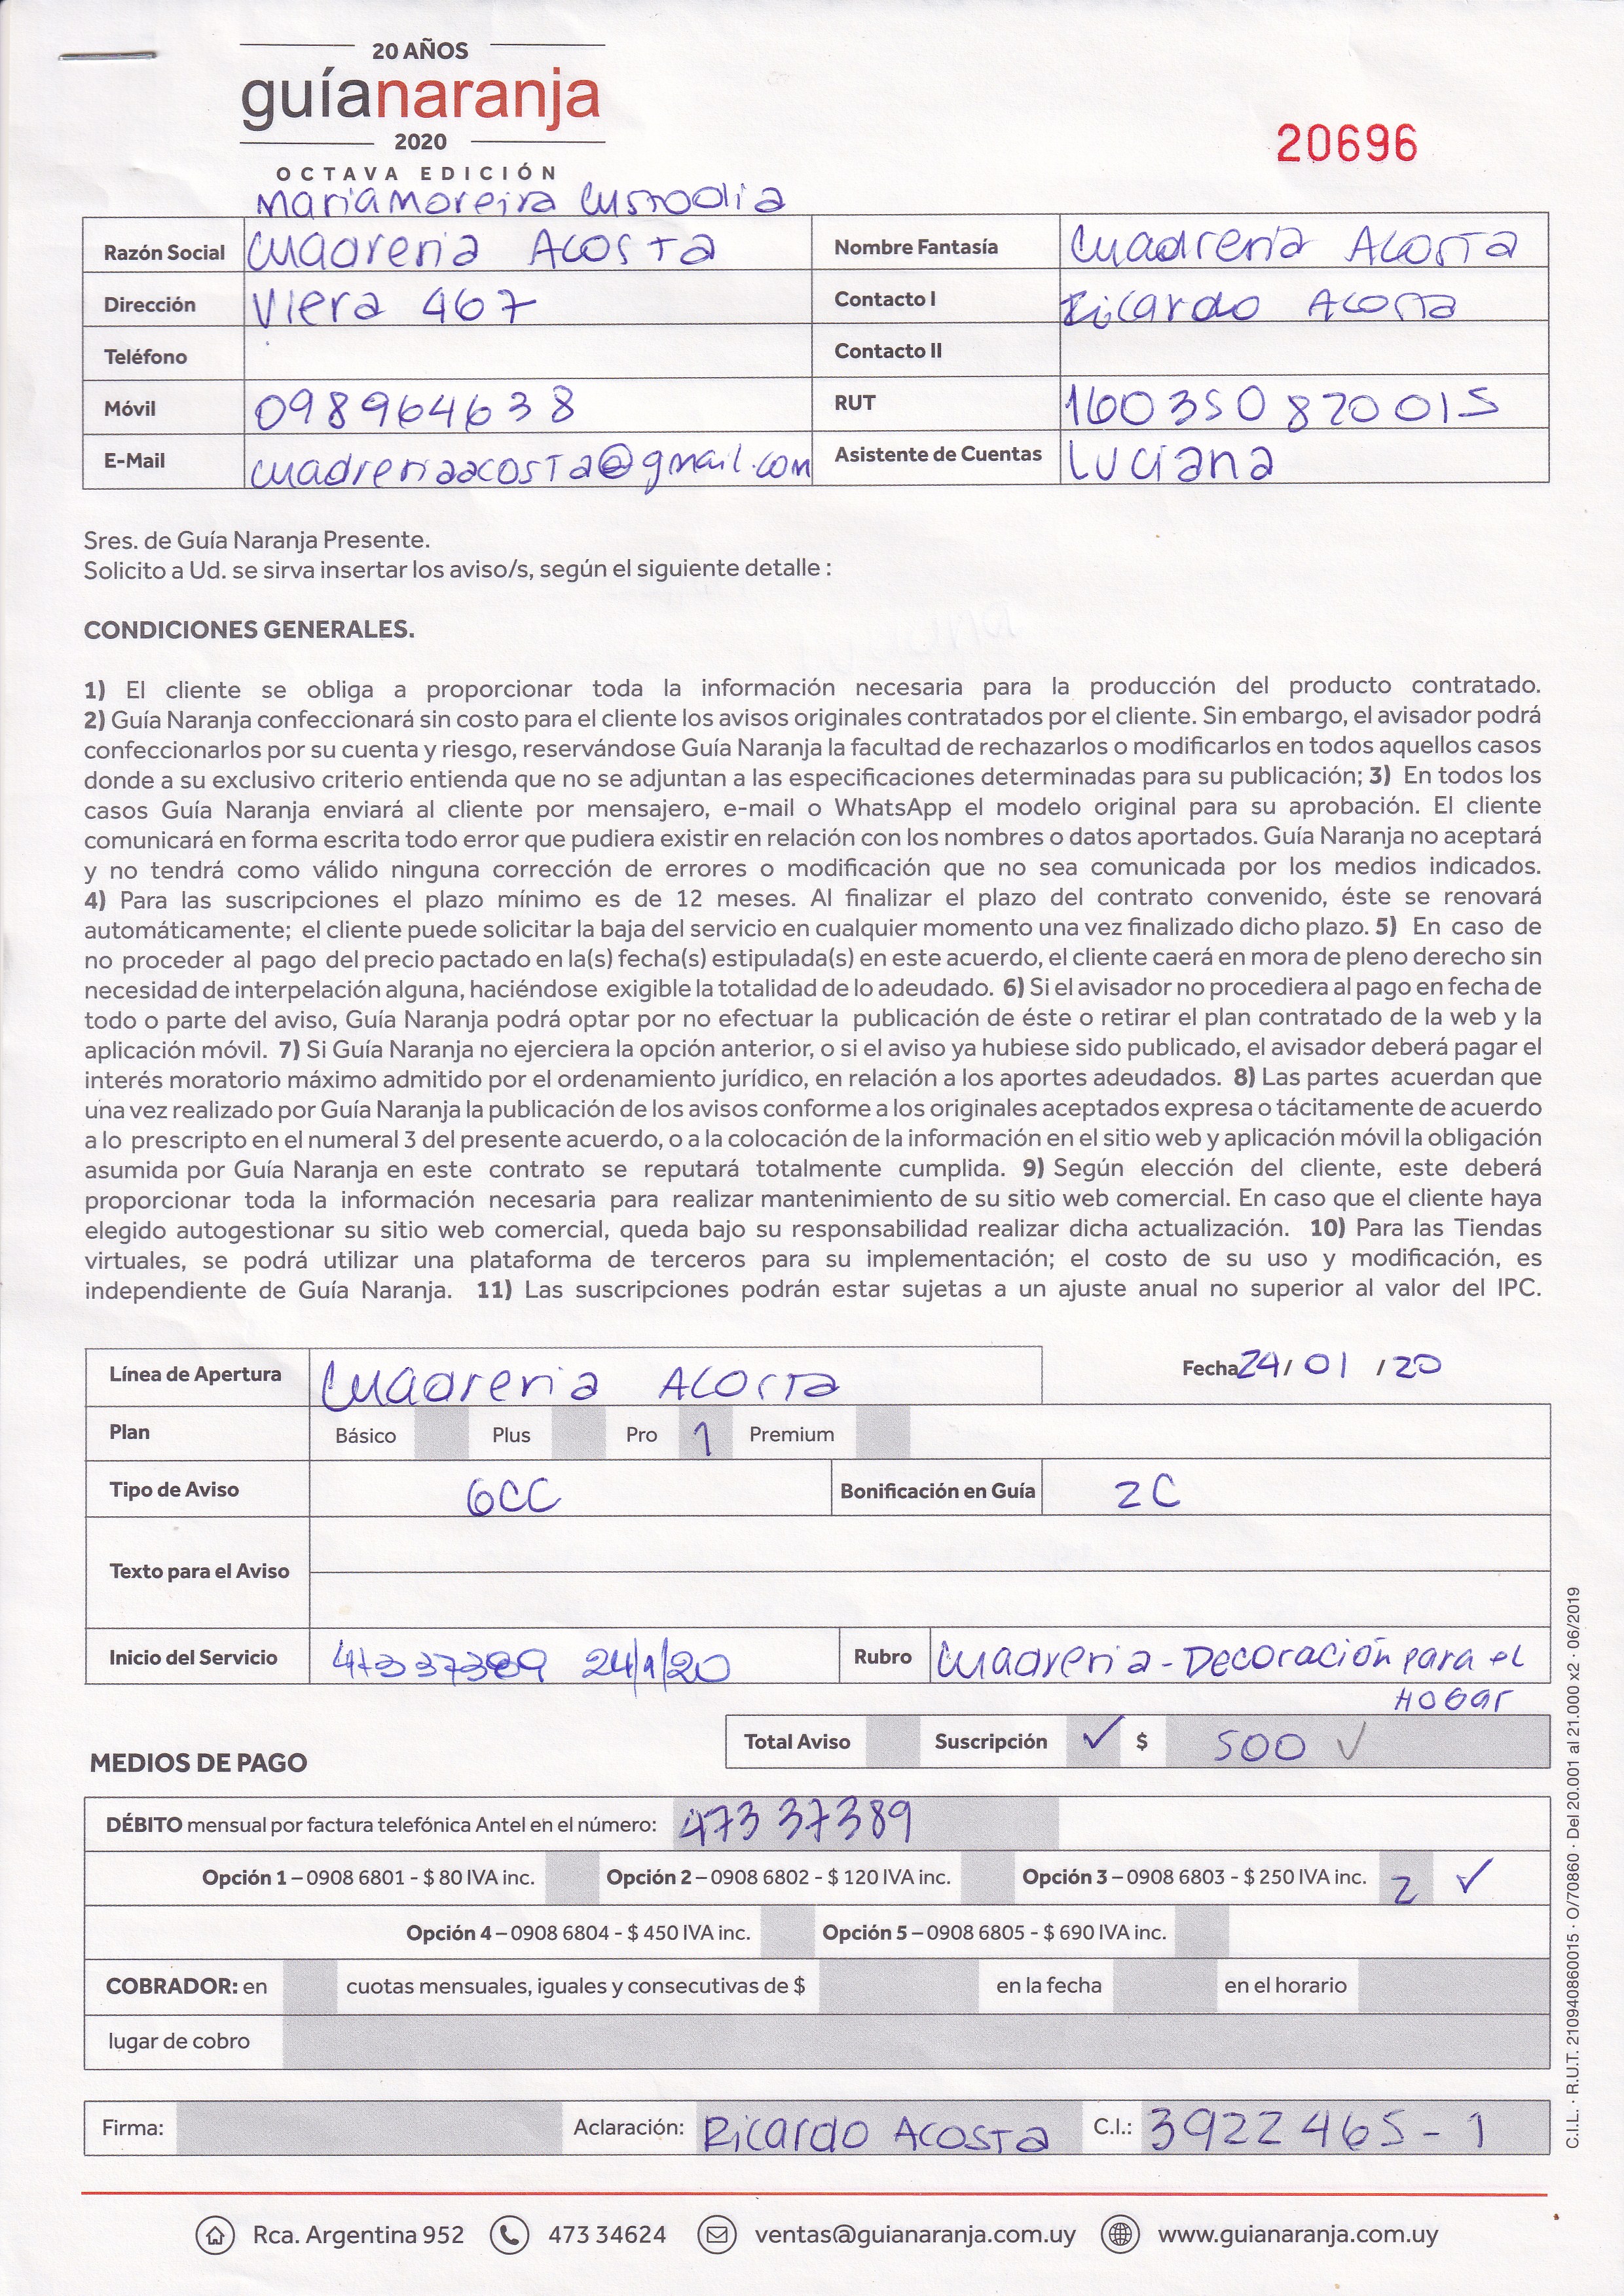 20 AÑOS
guíanaranja
2020
OCTAVA EDICIÓN
20696
Maria Moreira Custodia
Razón Social Cuadreria Acosta Nombre Fantasía Cuadreria Acosta
Dirección Viera 467 Contacto I Ricardo Acosta
Teléfono Contacto II
Móvil 098964638 RUT 160350820015
E-Mail cuadreriaacosta@gmail.com Asistente de Cuentas Luciana
Sres. de Guía Naranja Presente.
Solicito a Ud. se sirva insertar los aviso/s, según el siguiente detalle :
CONDICIONES GENERALES.
1) El cliente se obliga a proporcionar toda la información necesaria para la producción del producto contratado.
2) Guía Naranja confeccionará sin costo para el cliente los avisos originales contratados por el cliente. Sin embargo, el avisador podrá
confeccionarlos por su cuenta y riesgo, reservándose Guía Naranja la facultad de rechazarlos o modificarlos en todos aquellos casos
donde a su exclusivo criterio entienda que no se adjuntan a las especificaciones determinadas para su publicación; 3) En todos los
casos Guía Naranja enviará al cliente por mensajero, e-mail o WhatsApp el modelo original para su aprobación. El cliente
comunicará en forma escrita todo error que pudiera existir en relación con los nombres o datos aportados. Guía Naranja no aceptará
y no tendrá como válido ninguna corrección de errores o modificación que no sea comunicada por los medios indicados.
4) Para las suscripciones el plazo mínimo es de 12 meses. Al finalizar el plazo del contrato convenido, éste se renovará
automáticamente; el cliente puede solicitar la baja del servicio en cualquier momento una vez finalizado dicho plazo. 5) En caso de
no proceder al pago del precio pactado en la(s) fecha(s) estipulada(s) en este acuerdo, el cliente caerá en mora de pleno derecho sin
necesidad de interpelación alguna, haciéndose exigible la totalidad de lo adeudado. 6) Si el avisador no procediera al pago en fecha de
todo o parte del aviso, Guía Naranja podrá optar por no efectuar la publicación de éste o retirar el plan contratado de la web y la
aplicación móvil. 7) Si Guía Naranja no ejerciera la opción anterior, o si el aviso ya hubiese sido publicado, el avisador deberá pagar el
interés moratorio máximo admitido por el ordenamiento jurídico, en relación a los aportes adeudados. 8) Las partes acuerdan que
una vez realizado por Guía Naranja la publicación de los avisos conforme a los originales aceptados expresa o tácitamente de acuerdo
a lo prescripto en el numeral 3 del presente acuerdo, o a la colocación de la información en el sitio web y aplicación móvil la obligación
asumida por Guía Naranja en este contrato se reputará totalmente cumplida. 9) Según elección del cliente, este deberá
proporcionar toda la información necesaria para realizar mantenimiento de su sitio web comercial. En caso que el cliente haya
elegido autogestionar su sitio web comercial, queda bajo su responsabilidad realizar dicha actualización. 10) Para las Tiendas
virtuales, se podrá utilizar una plataforma de terceros para su implementación; el costo de su uso y modificación, es
independiente de Guía Naranja. 11) Las suscripciones podrán estar sujetas a un ajuste anual no superior al valor del IPC.
Línea de Apertura Cuadreria Acosta Fecha 24/ 01 / 20
Plan Básico Plus Pro 1 Premium
Tipo de Aviso 6CC Bonificación en Guía 2C
Texto para el Aviso
Inicio del Servicio 47337389 24/1/20 Rubro Cuadreria - Decoración para el
Hogar
Total Aviso Suscripción ✓ $ 500 ✓
MEDIOS DE PAGO
DÉBITO mensual por factura telefónica Antel en el número: 473 37389
Opción 1 – 0908 6801 - $ 80 IVA inc. Opción 2 – 0908 6802 - $ 120 IVA inc. Opción 3 – 0908 6803 - $ 250 IVA inc. 2 ✓
Opción 4 – 0908 6804 - $ 450 IVA inc. Opción 5 – 0908 6805 - $ 690 IVA inc.
COBRADOR: en cuotas mensuales, iguales y consecutivas de $ en la fecha en el horario
lugar de cobro
Firma: Aclaración: Ricardo Acosta C.I.: 3922465-1
C.I.L. · R.U.T. 210940860015 · O/70860 · Del 20.001 al 21.000 x2 · 06/2019
Rca. Argentina 952 473 34624 ventas@guianaranja.com.uy www.guianaranja.com.uy